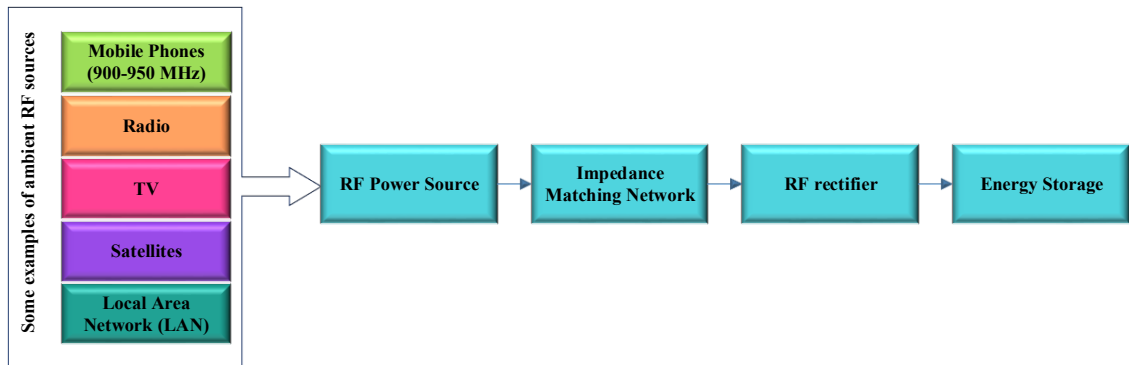 Some examples of ambient RF sources
Mobile Phones
(900-950 MHz)
Radio
TV
Satellites
Local Area
Network (LAN)
RF Power Source
Impedance
Matching Network
RF rectifier
Energy Storage